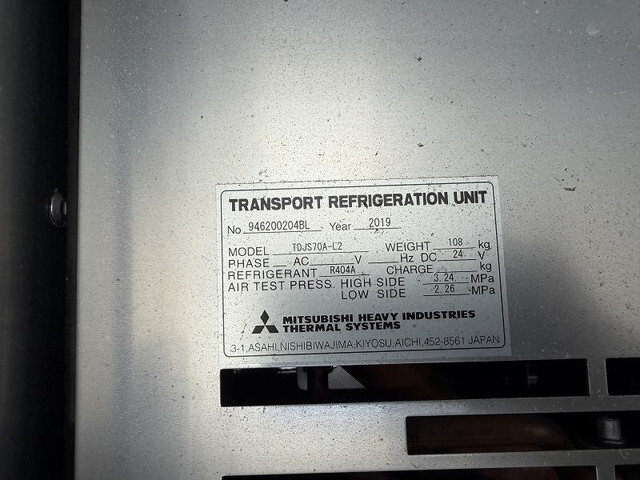 TRANSPORT REFRIGERATION UNIT
No 946200204BL Year 2019
MODEL TDJS70A-L2 WEIGHT 108 kg
PHASE AC V Hz DC 24 V
REFRIGERANT R404A CHARGE kg
AIR TEST PRESS. HIGH SIDE 3.24 MPa
LOW SIDE 2.26 MPa
MITSUBISHI HEAVY INDUSTRIES
THERMAL SYSTEMS
3-1,ASAHI,NISHIBIWAJIMA,KIYOSU,AICHI,452-8561 JAPAN